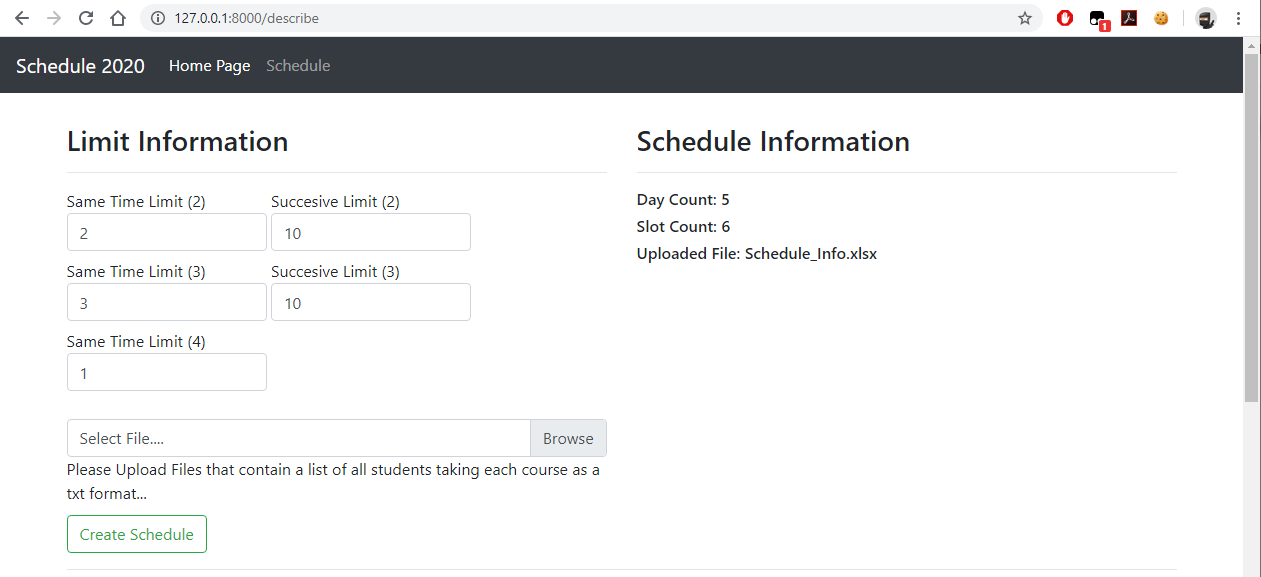 127.0.0.1:8000/describe
1
Schedule 2020 Home Page Schedule
Limit Information
Same Time Limit (2) Succesive Limit (2)
2 10
Same Time Limit (3) Succesive Limit (3)
3 10
Same Time Limit (4)
1
Select File.... Browse
Please Upload Files that contain a list of all students taking each course as a
txt format...
Create Schedule
Schedule Information
Day Count: 5
Slot Count: 6
Uploaded File: Schedule_Info.xlsx